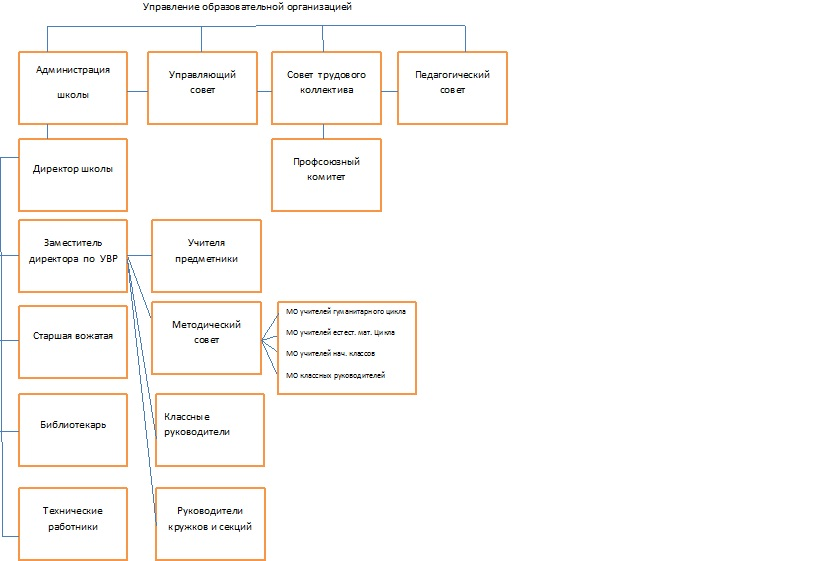 Управление образовательной организацией
Администрация
школы
Управляющий
совет
Совет трудового
коллектива
Педагогический
совет
Директор школы
Профсоюзный
комитет
Заместитель
директора по УВР
Учителя
предметники
Старшая вожатая
Методический
совет
МО учителей гуманитарного цикла
МО учителей естест. мат. Цикла
МО учителей нач. классов
МО классных руководителей
Библиотекарь
Классные
руководители
Технические
работники
Руководители
кружков и секций